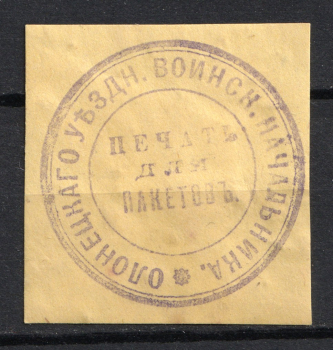 ОЛОНЕЦКАГО УѢЗДН. ВОИНСК. НАЧАЛЬНИКА.
ПЕЧАТЬ
ДЛЯ
ПАКЕТОВЪ.